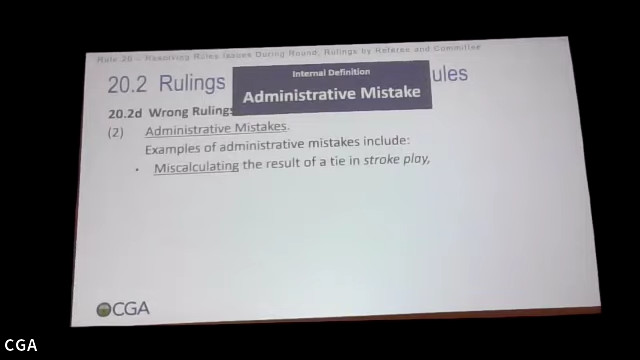 Rule 20 – Resolving Rules Issues During Round; Rulings by Referee and Committee
20.2 Rulings
ules
Internal Definition
Administrative Mistake
20.2d Wrong Rulings
(2) Administrative Mistakes.
Examples of administrative mistakes include:
• Miscalculating the result of a tie in stroke play,
CGA
CGA